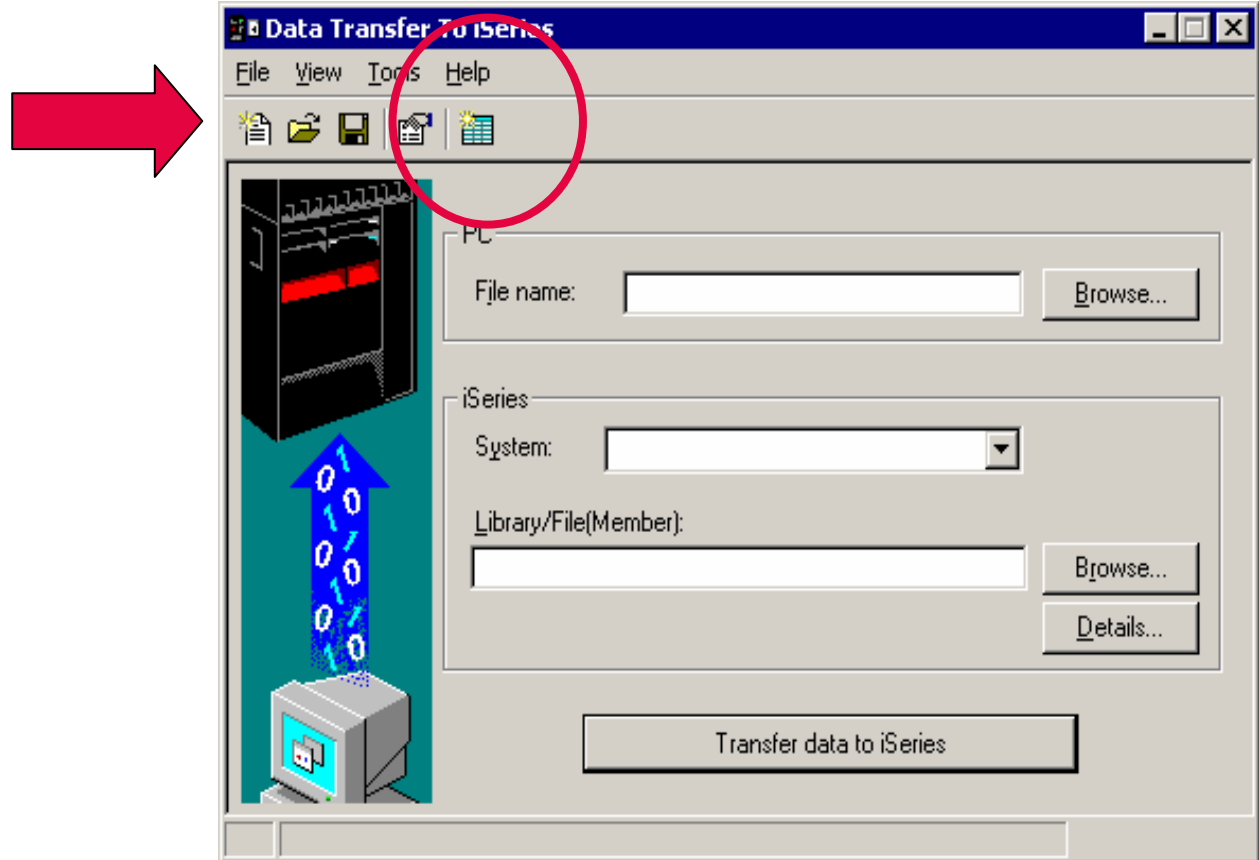 Data Transfer To iSeries
File View Tools Help
PC
File name:
Browse...
iSeries
System:
Library/File(Member):
Browse...
Details...
Transfer data to iSeries